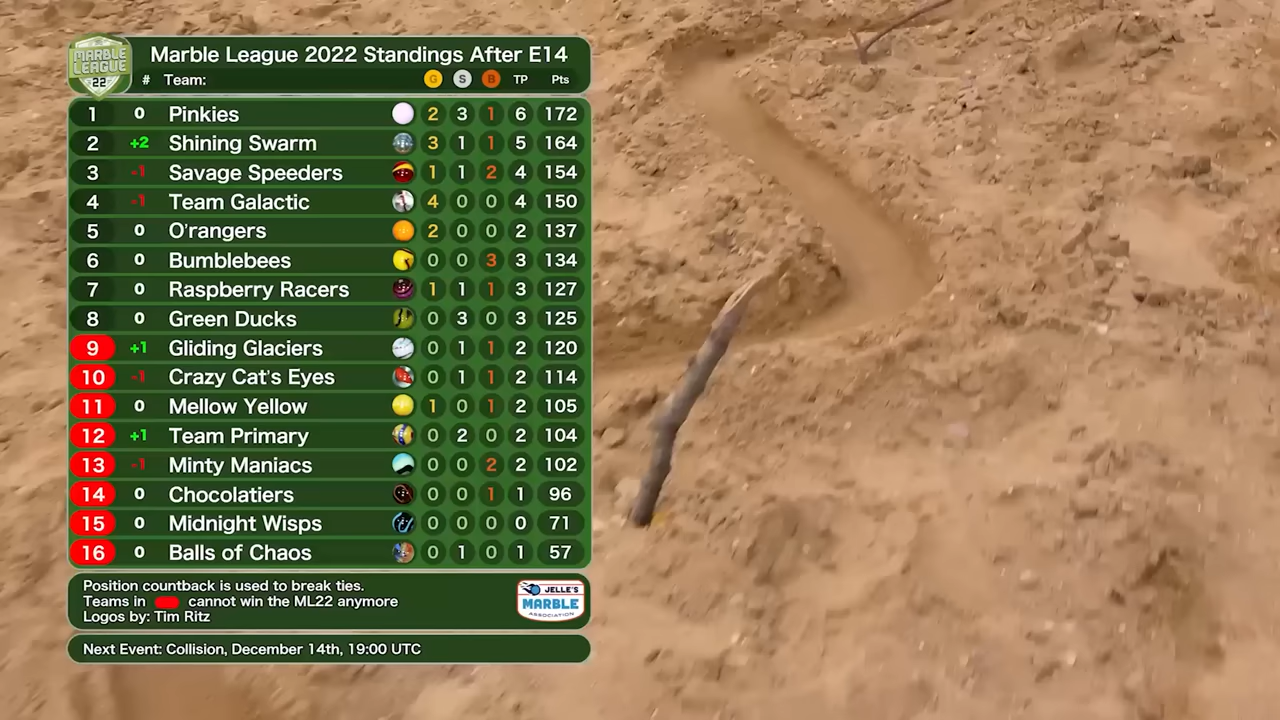 MARBLE
LEAGUE
22
Marble League 2022 Standings After E14
# Team: G S B TP Pts
1 0 Pinkies 2 3 1 6 172
2 +2 Shining Swarm 3 1 1 5 164
3 -1 Savage Speeders 1 1 2 4 154
4 -1 Team Galactic 4 0 0 4 150
5 0 O'rangers 2 0 0 2 137
6 0 Bumblebees 0 0 3 3 134
7 0 Raspberry Racers 1 1 1 3 127
8 0 Green Ducks 0 3 0 3 125
9 +1 Gliding Glaciers 0 1 1 2 120
10 -1 Crazy Cat's Eyes 0 1 1 2 114
11 0 Mellow Yellow 1 0 1 2 105
12 +1 Team Primary 0 2 0 2 104
13 -1 Minty Maniacs 0 0 2 2 102
14 0 Chocolatiers 0 0 1 1 96
15 0 Midnight Wisps 0 0 0 0 71
16 0 Balls of Chaos 0 1 0 1 57
Position countback is used to break ties.
Teams in cannot win the ML22 anymore
Logos by: Tim Ritz
JELLE'S
MARBLE
ASSOCIATION
Next Event: Collision, December 14th, 19:00 UTC